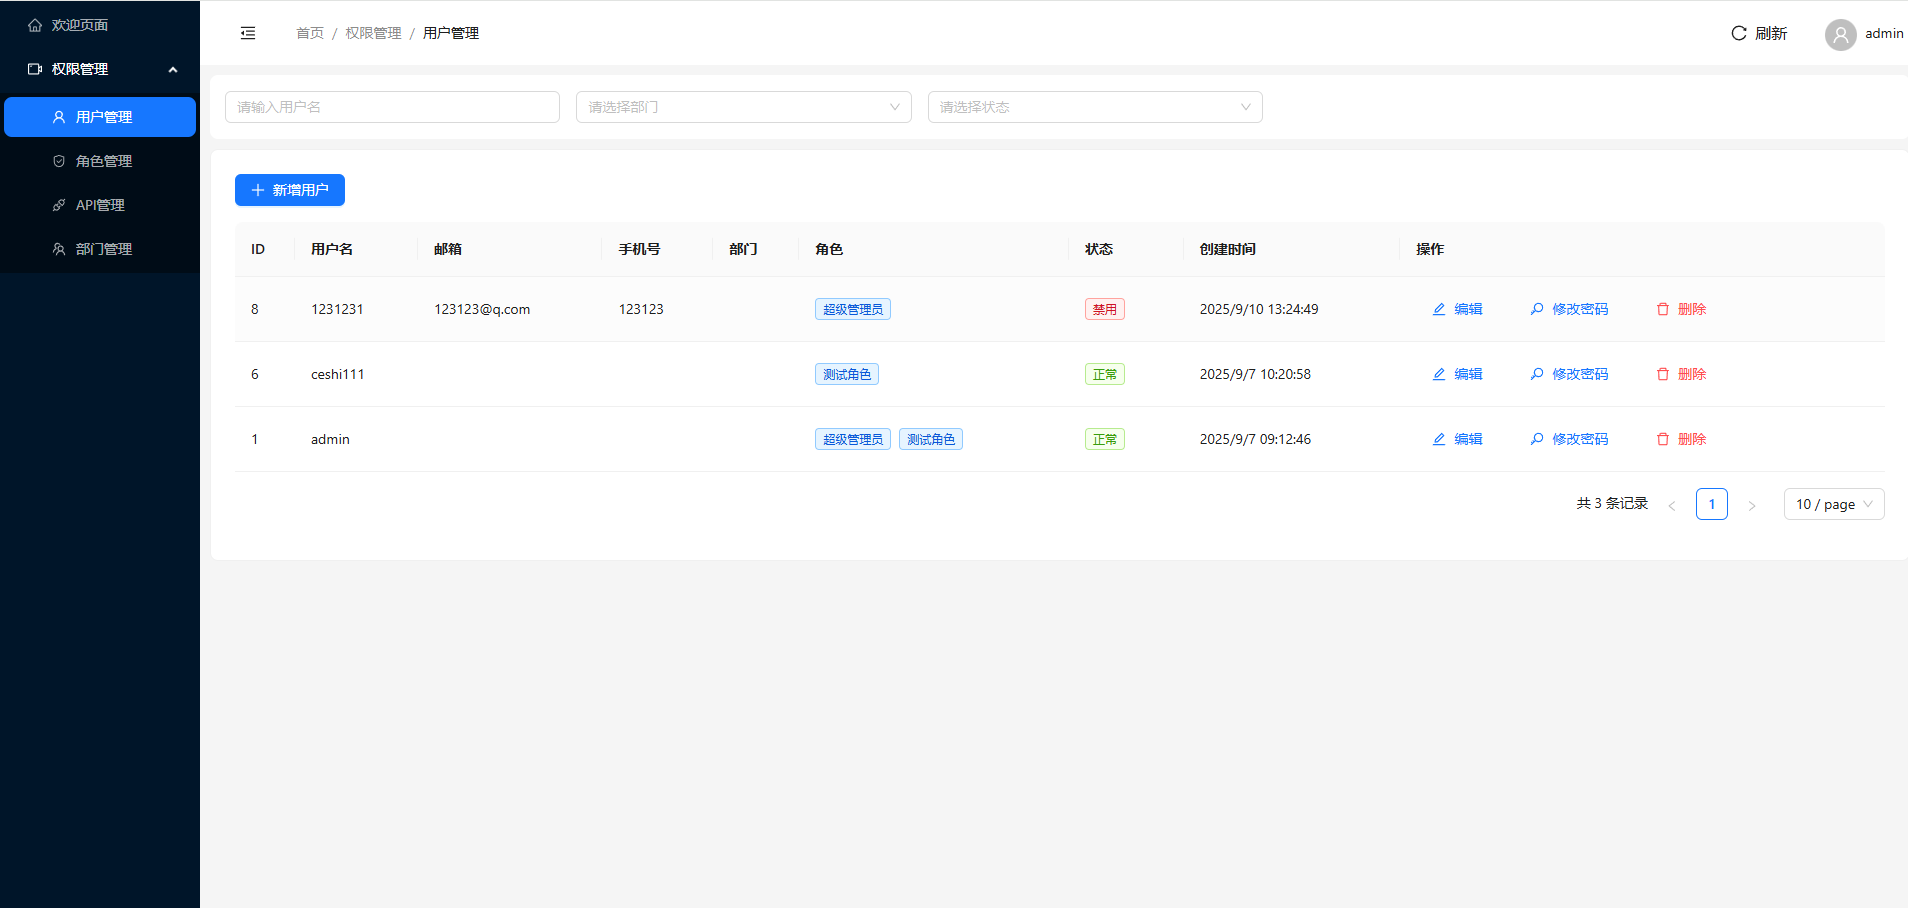 欢迎页面
权限管理
用户管理
角色管理
API管理
部门管理
首页 / 权限管理 / 用户管理
刷新 admin
请输入用户名 请选择部门 请选择状态
新增用户
ID 用户名 邮箱 手机号 部门 角色 状态 创建时间 操作
8 1231231 123123@q.com 123123 超级管理员 禁用 2025/9/10 13:24:49 编辑 修改密码 删除
6 ceshi111 测试角色 正常 2025/9/7 10:20:58 编辑 修改密码 删除
1 admin 超级管理员 测试角色 正常 2025/9/7 09:12:46 编辑 修改密码 删除
共 3 条记录 < 1 > 10 / page